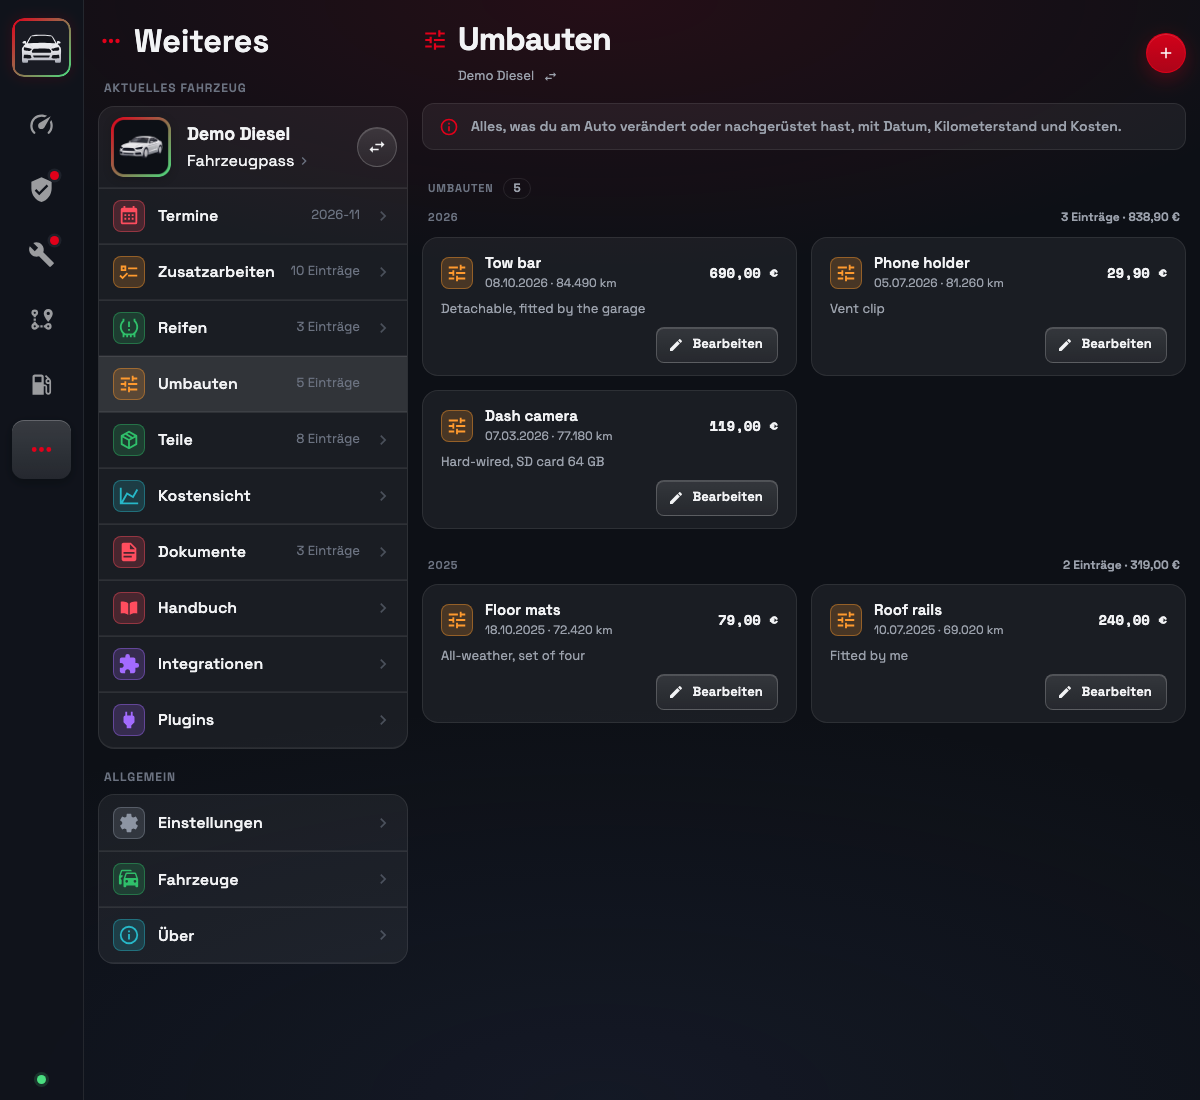 Weiteres
AKTUELLES FAHRZEUG
Demo Diesel
Fahrzeugpass
Termine 2026-11
Zusatzarbeiten 10 Einträge
Reifen 3 Einträge
Umbauten 5 Einträge
Teile 8 Einträge
Kostensicht
Dokumente 3 Einträge
Handbuch
Integrationen
Plugins
ALLGEMEIN
Einstellungen
Fahrzeuge
Über
Umbauten
Demo Diesel
Alles, was du am Auto verändert oder nachgerüstet hast, mit Datum, Kilometerstand und Kosten.
UMBAUTEN 5
2026 3 Einträge · 838,90 €
Tow bar
08.10.2026 · 84.490 km
690,00 €
Detachable, fitted by the garage
Bearbeiten
Phone holder
05.07.2026 · 81.260 km
29,90 €
Vent clip
Bearbeiten
Dash camera
07.03.2026 · 77.180 km
119,00 €
Hard-wired, SD card 64 GB
Bearbeiten
2025 2 Einträge · 319,00 €
Floor mats
18.10.2025 · 72.420 km
79,00 €
All-weather, set of four
Bearbeiten
Roof rails
10.07.2025 · 69.020 km
240,00 €
Fitted by me
Bearbeiten